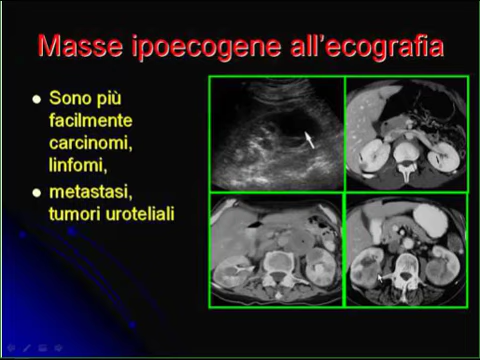 Masse ipoecogene all'ecografia
Sono più
facilmente
carcinomi,
linfomi,
metastasi,
tumori uroteliali